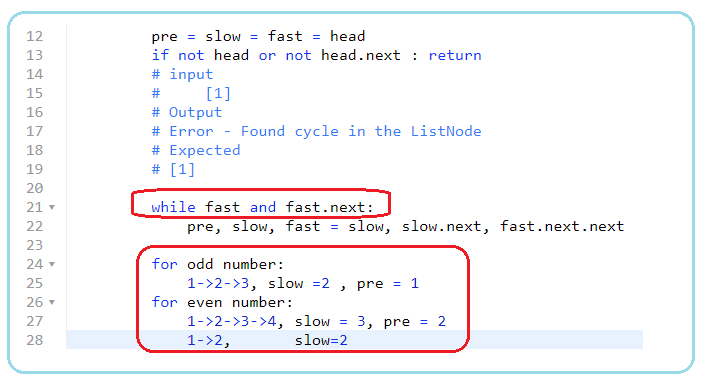 12 pre = slow = fast = head
13 if not head or not head.next : return
14 # input
15 #     [1]
16 # Output
17 # Error - Found cycle in the ListNode
18 # Expected
19 # [1]
20
21 while fast and fast.next:
22     pre, slow, fast = slow, slow.next, fast.next.next
23
24 for odd number:
25     1->2->3, slow =2 , pre = 1
26 for even number:
27     1->2->3->4, slow = 3, pre = 2
28     1->2,       slow=2